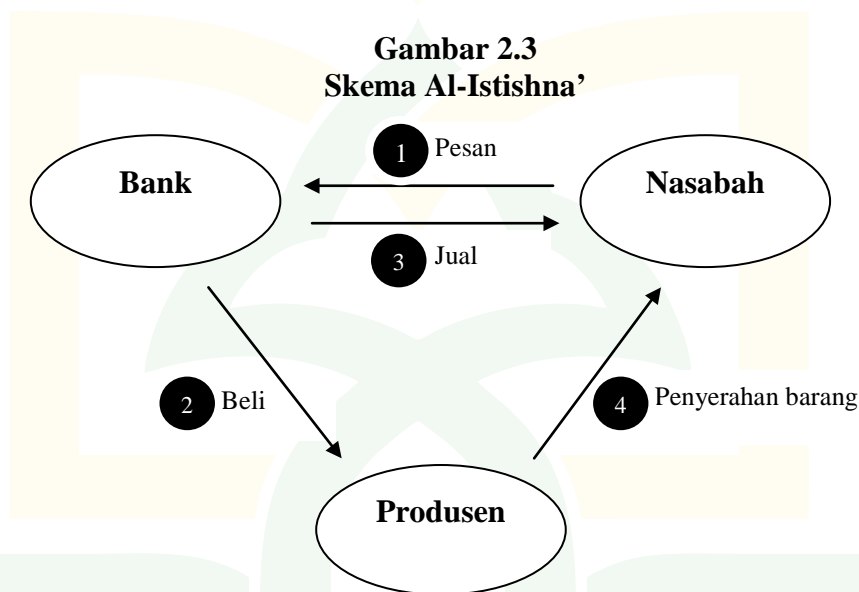 Gambar 2.3
Skema Al-Istishna’
1 Pesan
Bank
Nasabah
3 Jual
2 Beli
4 Penyerahan barang
Produsen